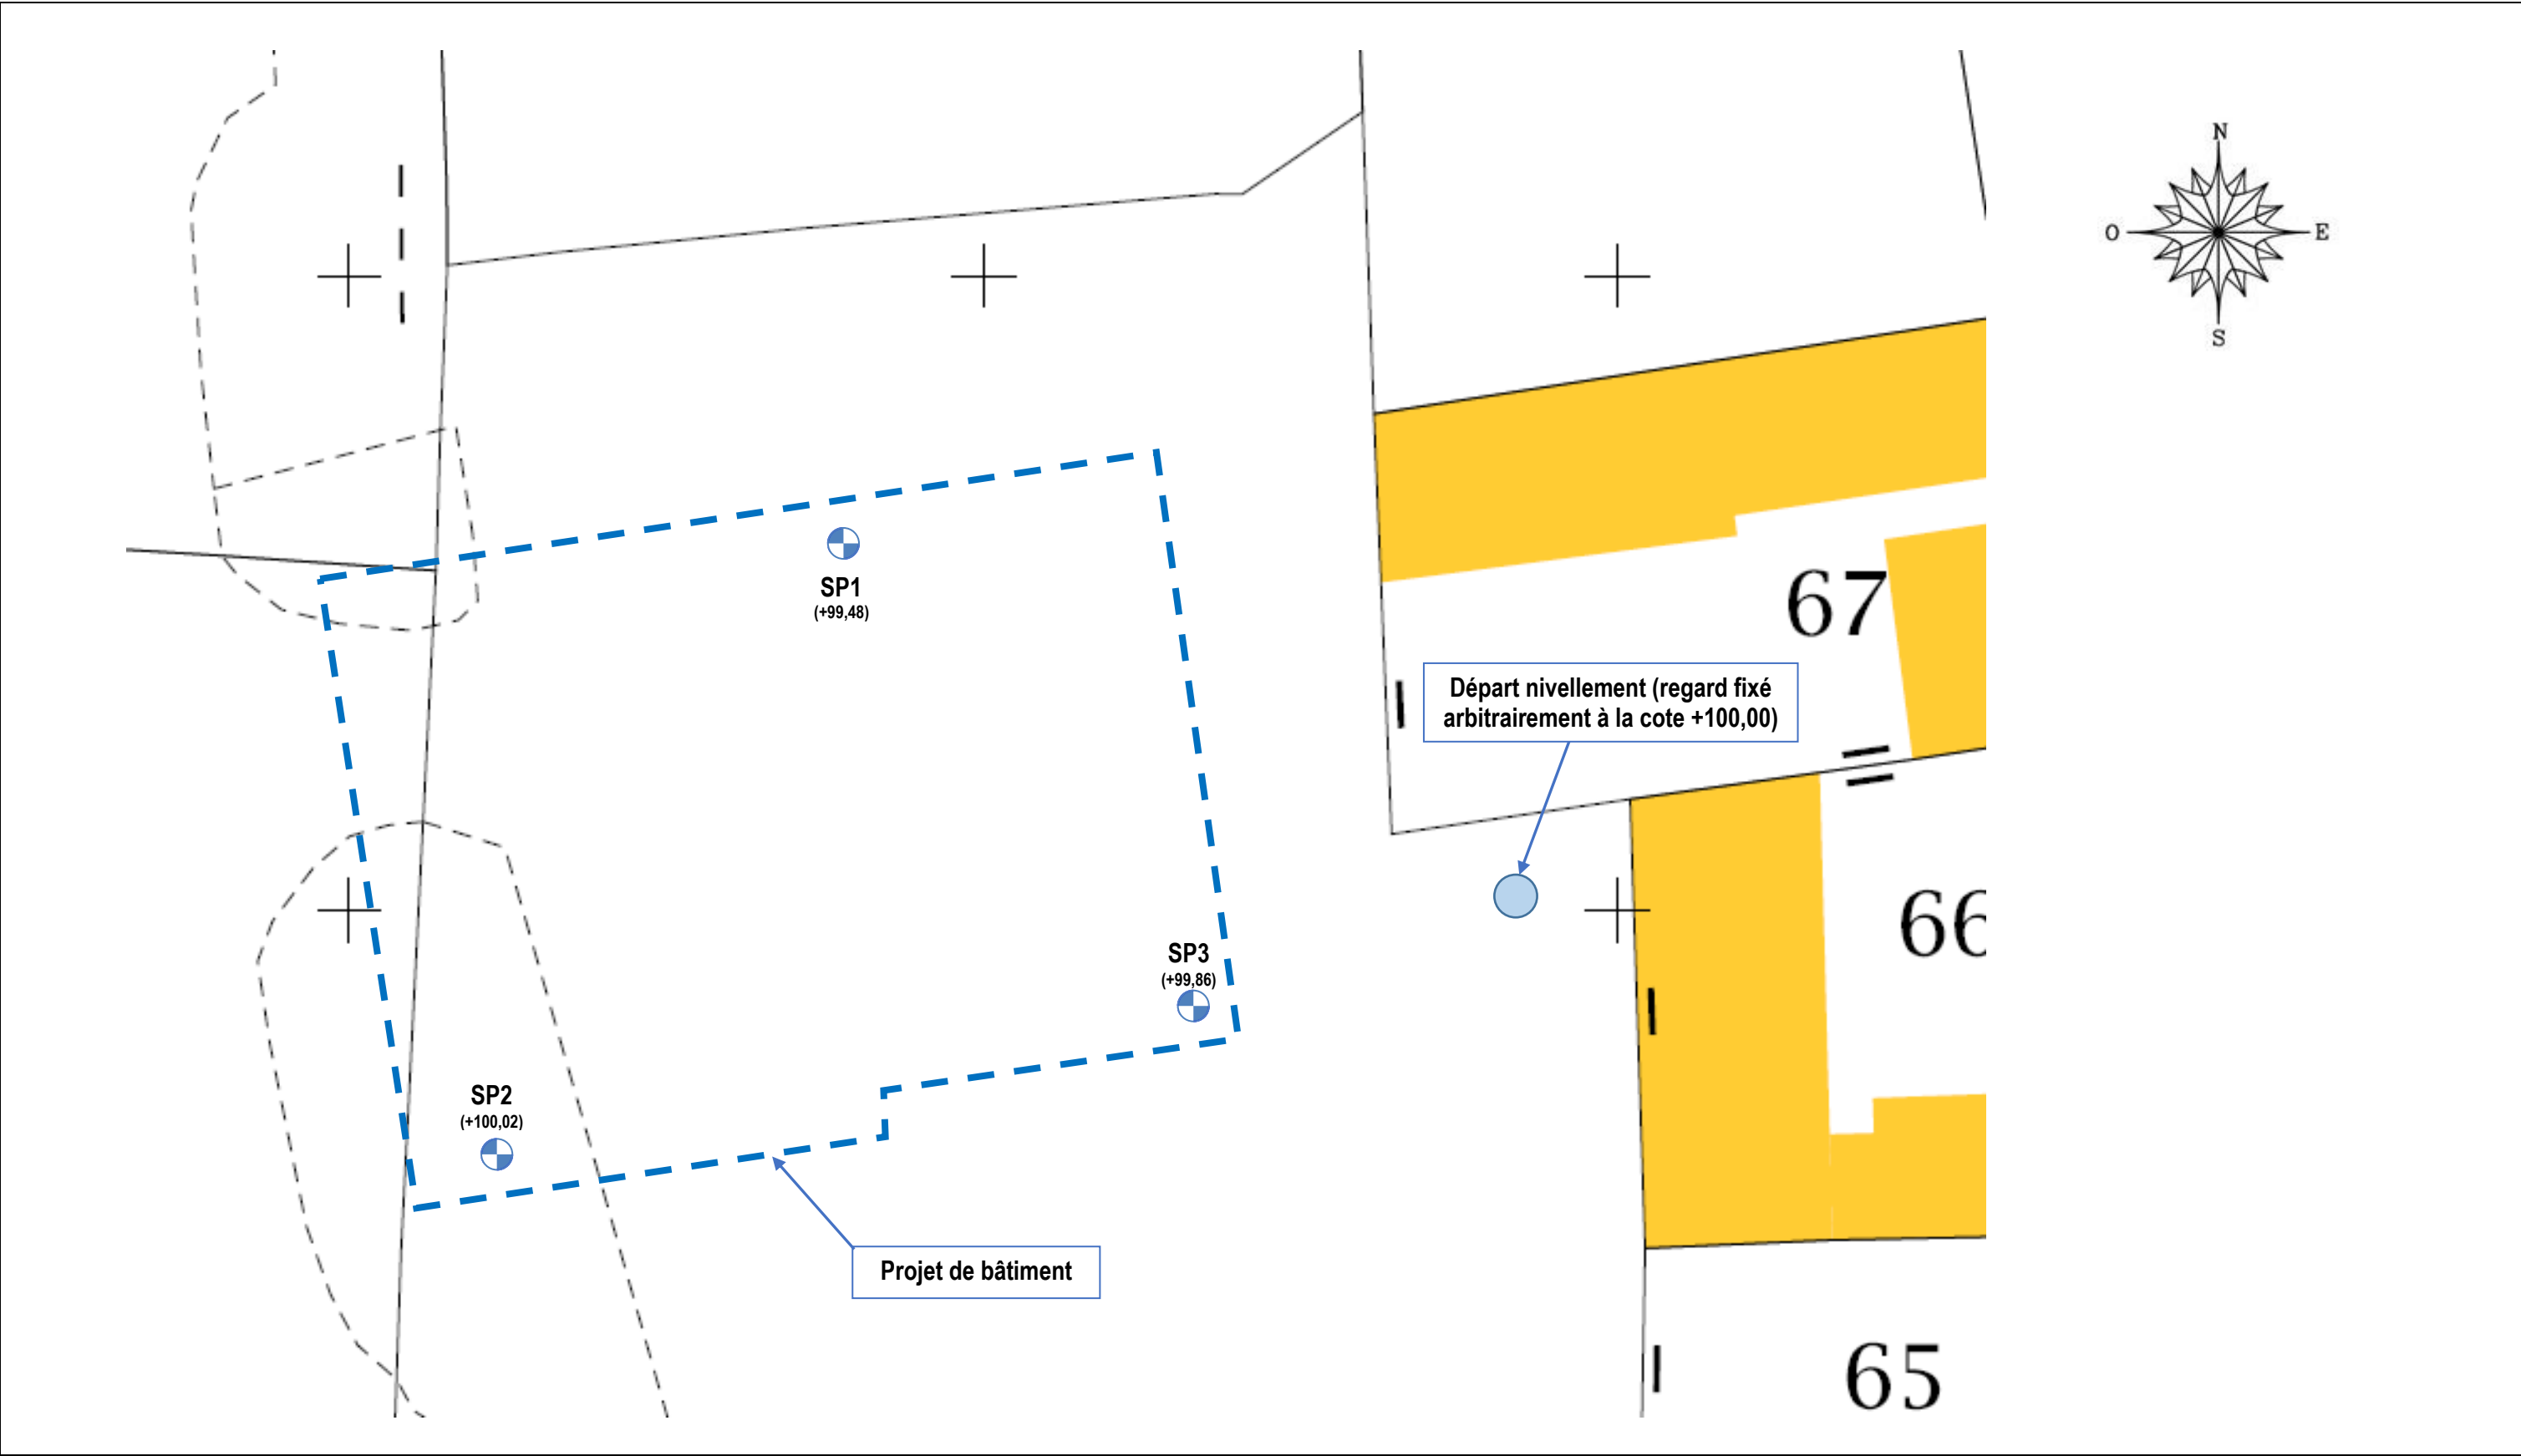 N
O
E
S
SP1
(+99,48)
67
Départ nivellement (regard fixé
arbitrairement à la cote +100,00)
66
SP3
(+99,86)
SP2
(+100,02)
Projet de bâtiment
65